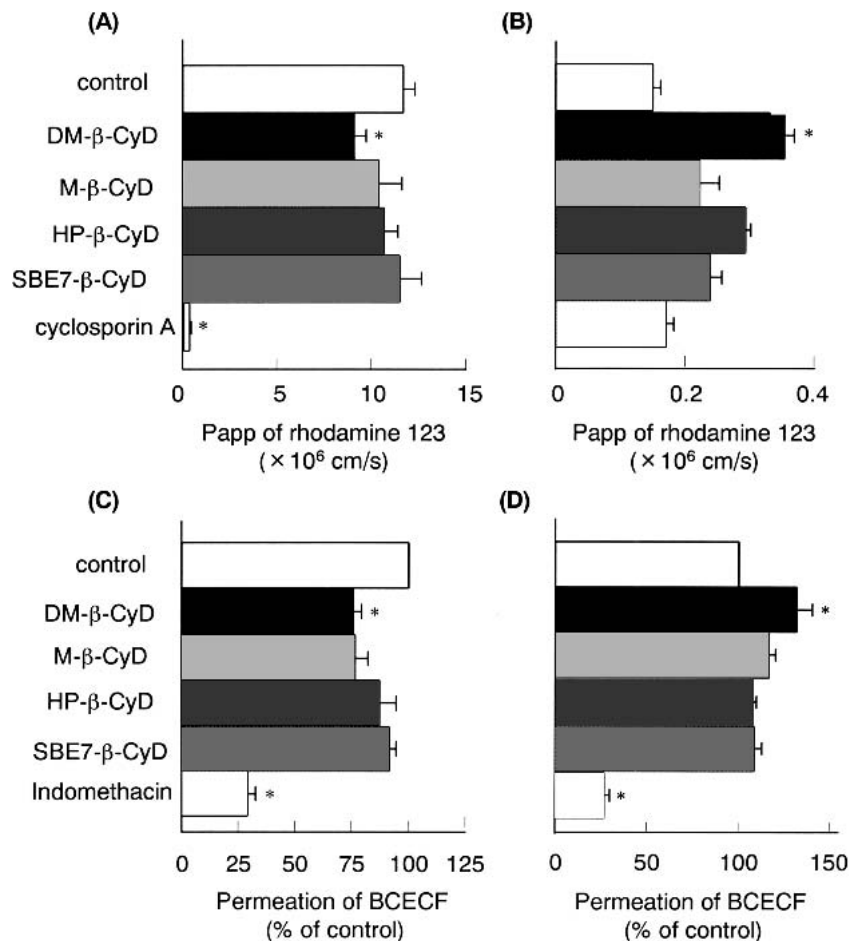 (A)
(B)
control
DM-β-CyD
*
*
M-β-CyD
HP-β-CyD
SBE7-β-CyD
cyclosporin A
*
0 5 10 15
0 0.2 0.4
Papp of rhodamine 123
(×10⁶ cm/s)
Papp of rhodamine 123
(×10⁶ cm/s)
(C)
(D)
control
DM-β-CyD
*
*
M-β-CyD
HP-β-CyD
SBE7-β-CyD
Indomethacin
*
*
0 25 50 75 100 125
0 50 100 150
Permeation of BCECF
(% of control)
Permeation of BCECF
(% of control)